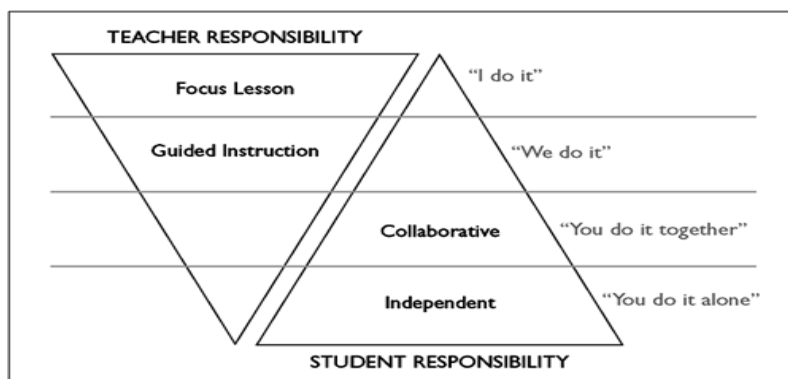 TEACHER RESPONSIBILITY
Focus Lesson
“I do it”
Guided Instruction
“We do it”
Collaborative
“You do it together”
Independent
“You do it alone”
STUDENT RESPONSIBILITY